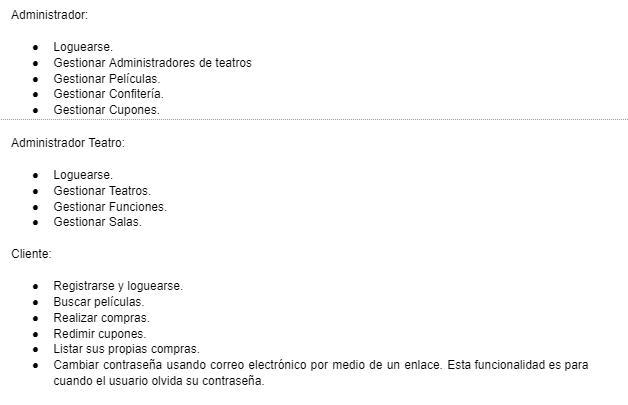 Administrador:
● Loguearse.
● Gestionar Administradores de teatros
● Gestionar Películas.
● Gestionar Confitería.
● Gestionar Cupones.
Administrador Teatro:
● Loguearse.
● Gestionar Teatros.
● Gestionar Funciones.
● Gestionar Salas.
Cliente:
● Registrarse y loguearse.
● Buscar películas.
● Realizar compras.
● Redimir cupones.
● Listar sus propias compras.
● Cambiar contraseña usando correo electrónico por medio de un enlace. Esta funcionalidad es para
cuando el usuario olvida su contraseña.